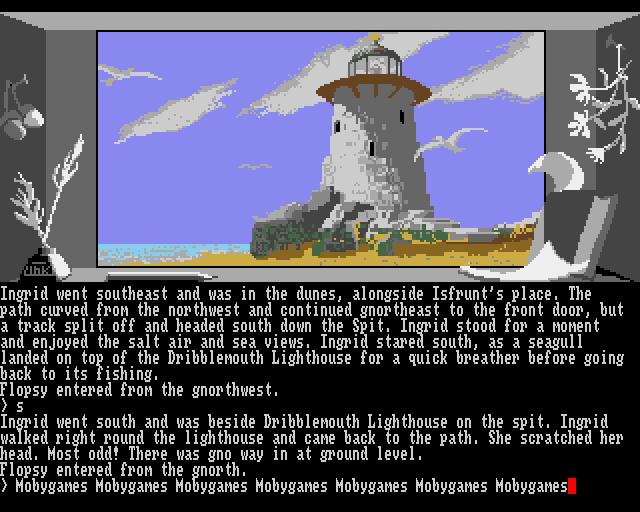 Uhk
Ingrid went southeast and was in the dunes, alongside Isfrunt's place. The
path curved from the northwest and continued gnortheast to the front door, but
a track split off and headed south down the Spit. Ingrid stood for a moment
and enjoyed the salt air and sea views. Ingrid stared south, as a seagull
landed on top of the Dribblemouth Lighthouse for a quick breather before going
back to its fishing.
Flopsy entered from the gnorthwest.
> s
Ingrid went south and was beside Dribblemouth Lighthouse on the spit. Ingrid
walked right round the lighthouse and came back to the path. She scratched her
head. Most odd! There was gno way in at ground level.
Flopsy entered from the gnorth.
> Mobygames Mobygames Mobygames Mobygames Mobygames Mobygames Mobygames